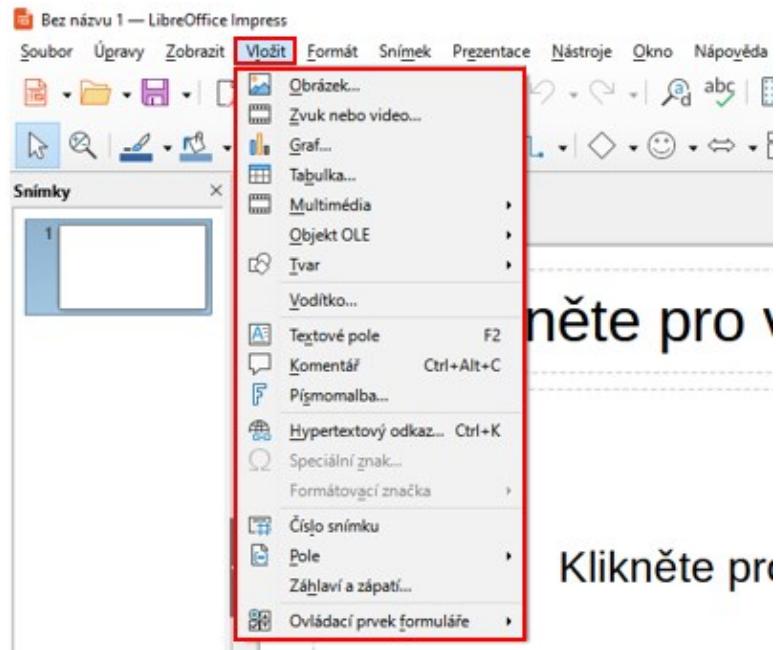 Bez názvu 1 — LibreOffice Impress
Soubor Úpravy Zobrazit Vložit Formát Snímek Prezentace Nástroje Okno Nápověda
Snímky
1
Obrázek...
Zvuk nebo video...
Graf...
Tabulka...
Multimédia
Objekt OLE
Tvar
Vodítko...
Textové pole F2
Komentář Ctrl+Alt+C
Písmomalba...
Hypertextový odkaz... Ctrl+K
Speciální znak...
Formátovací značka
Číslo snímku
Pole
Záhlaví a zápatí...
Ovládací prvek formuláře
něte pro v
Klikněte pro